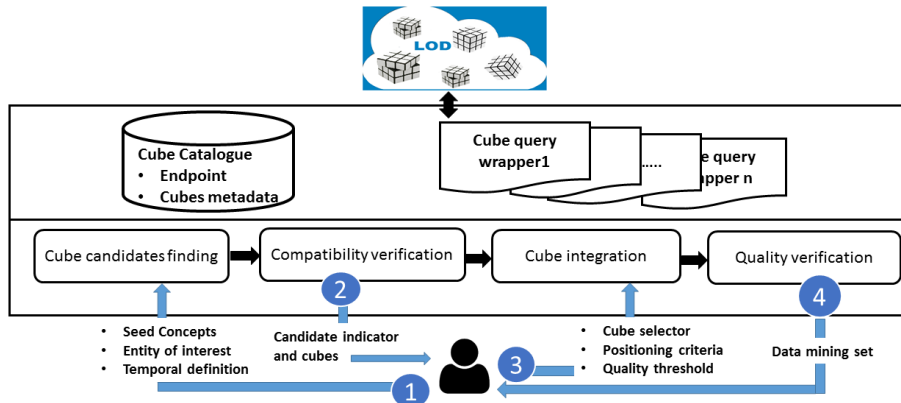 LOD
Cube Catalogue
• Endpoint
• Cubes metadata
Cube query
wrapper1
.....
e query
apper n
Cube candidates finding
Compatibility verification
Cube integration
Quality verification
2
4
• Seed Concepts
• Entity of interest
• Temporal definition
Candidate indicator
and cubes
• Cube selector
• Positioning criteria
• Quality threshold
Data mining set
3
1